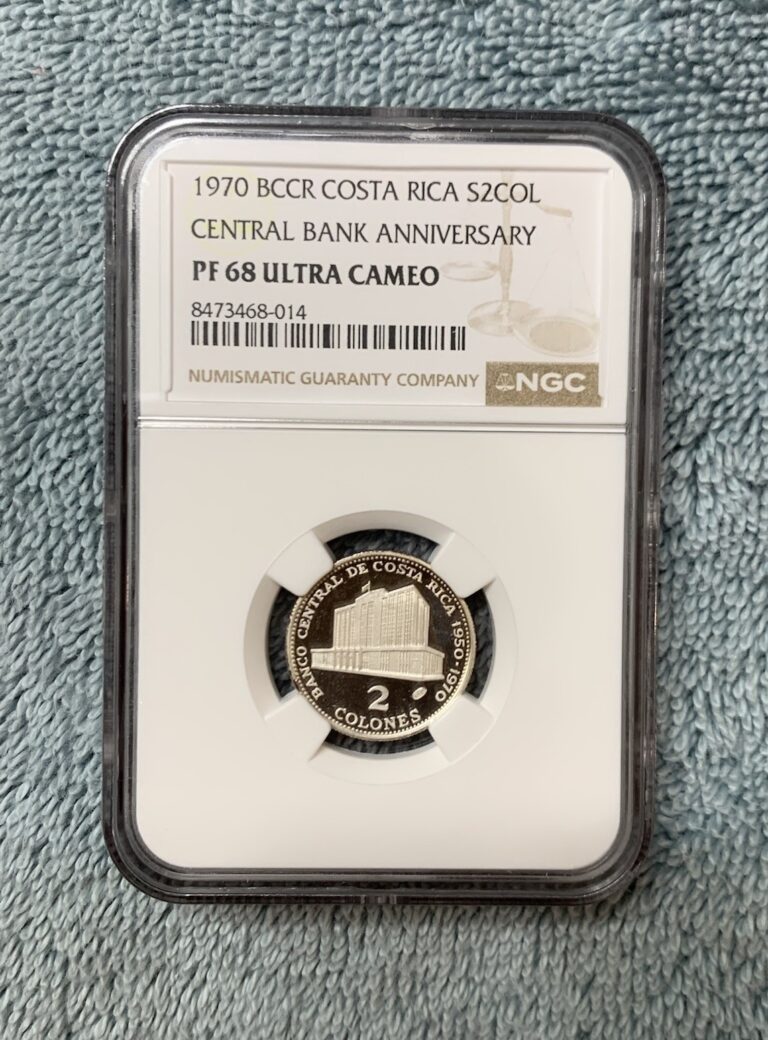 1970 BCCR COSTA RICA S2COL
CENTRAL BANK ANNIVERSARY
PF 68 ULTRA CAMEO
8473468-014
NUMISMATIC GUARANTY COMPANY
NGC
BANCO CENTRAL DE COSTA RICA 1950-1970
2
COLONES